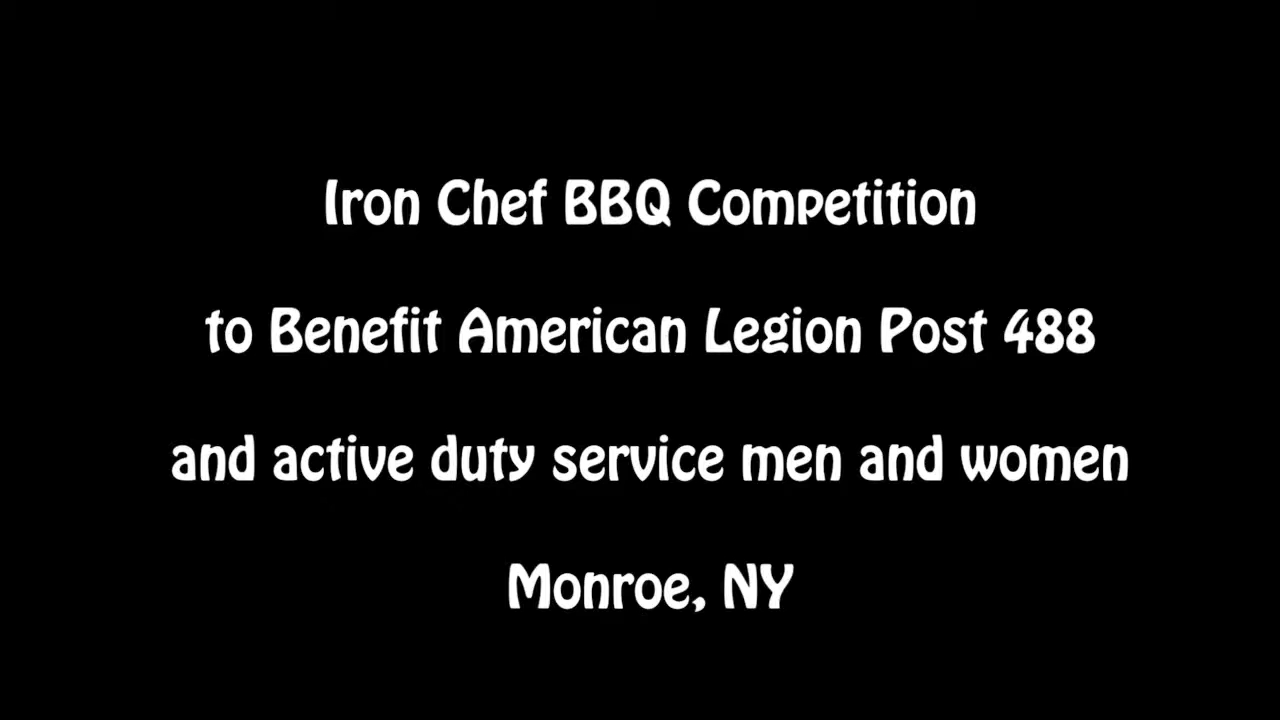 Iron Chef BBQ Competition
to Benefit American Legion Post 488
and active duty service men and women
Monroe, NY